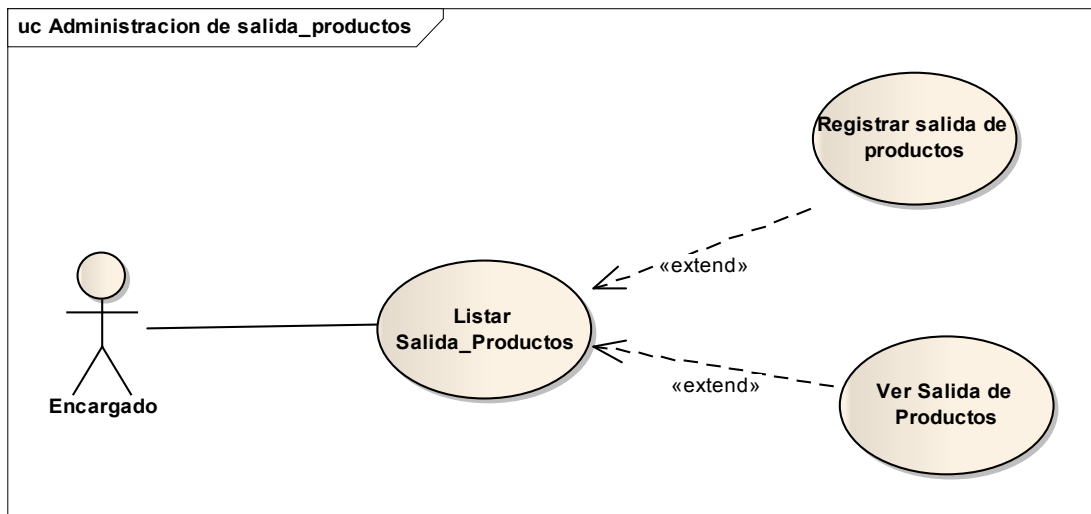 uc Administracion de salida_productos
Registrar salida de
productos
«extend»
Listar
Salida_Productos
«extend»
Ver Salida de
Productos
Encargado